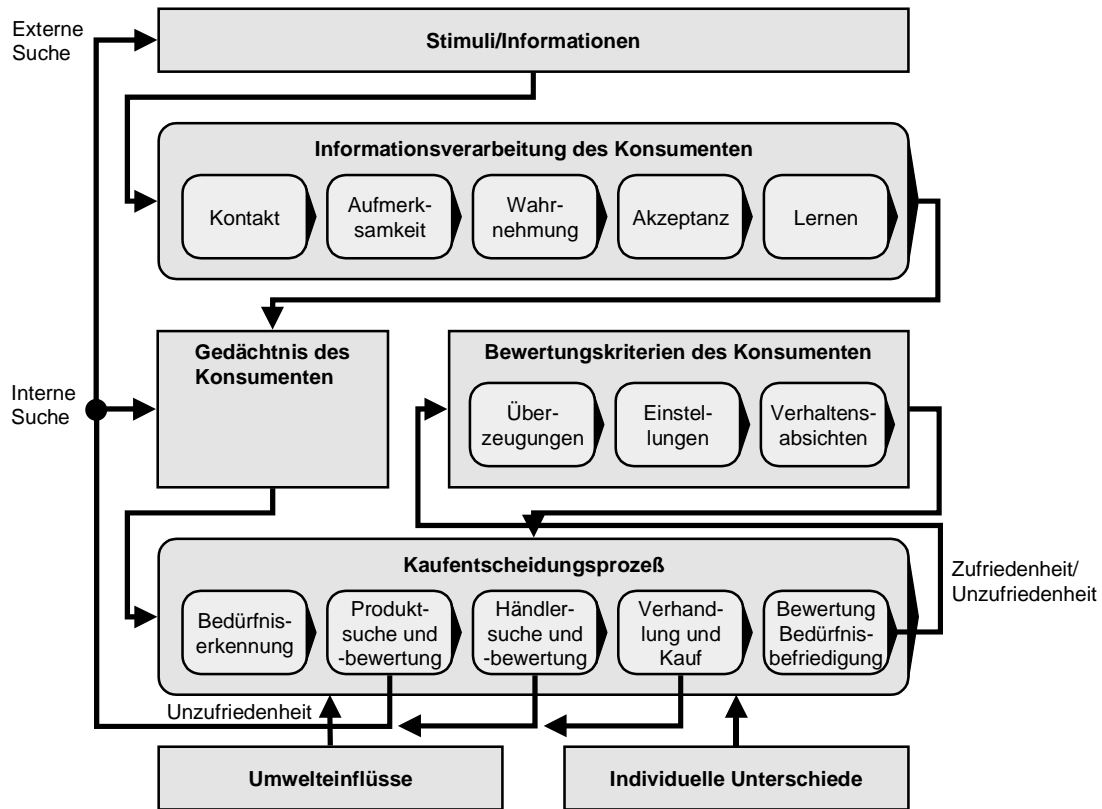 Externe
Suche
Stimuli/Informationen
Informationsverarbeitung des Konsumenten
Kontakt
Aufmerk-
samkeit
Wahr-
nehmung
Akzeptanz
Lernen
Gedächtnis des
Konsumenten
Bewertungskriterien des Konsumenten
Interne
Suche
Über-
zeugungen
Einstel-
lungen
Verhaltens-
absichten
Kaufentscheidungsprozeß
Zufriedenheit/
Unzufriedenheit
Bedürfnis-
erkennung
Produkt-
suche und
-bewertung
Händler-
suche und
-bewertung
Verhand-
lung und
Kauf
Bewertung
Bedürfnis-
befriedigung
Unzufriedenheit
Umwelteinflüsse
Individuelle Unterschiede